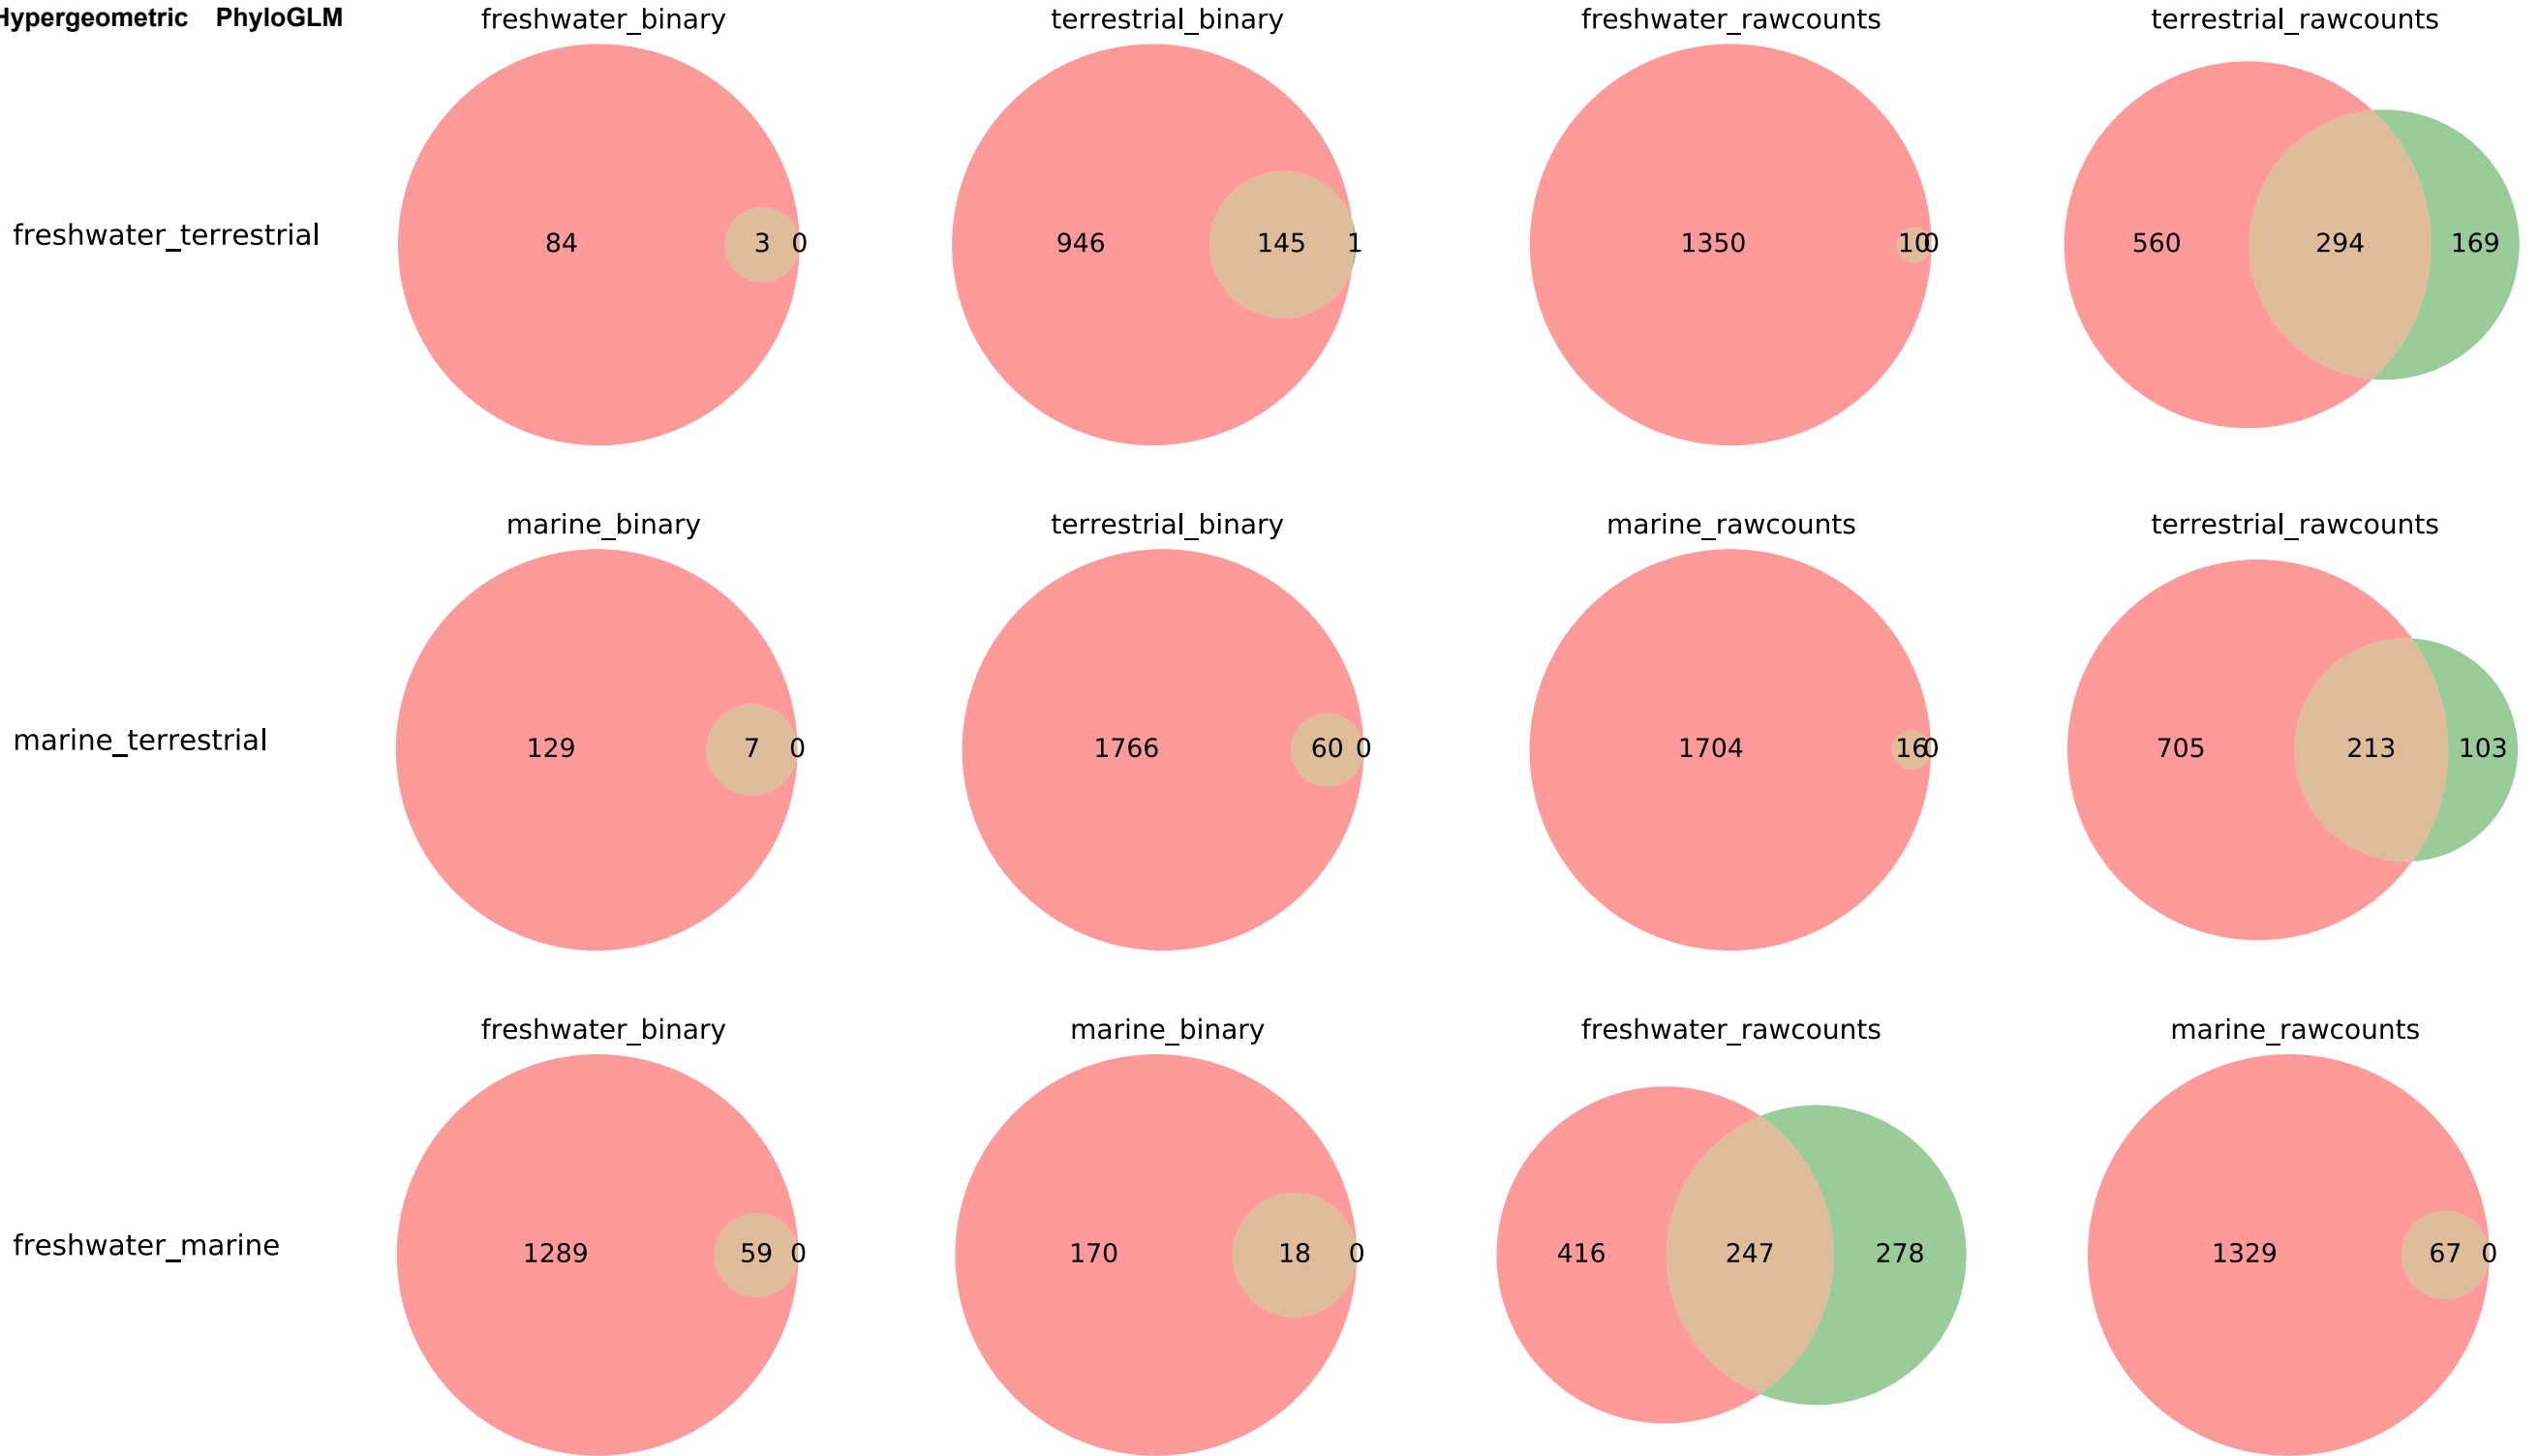 Hypergeometric PhyloGLM
freshwater_binary terrestrial_binary freshwater_rawcounts terrestrial_rawcounts
freshwater_terrestrial 84 3 0 946 145 1 1350 10 0 560 294 169
marine_binary terrestrial_binary marine_rawcounts terrestrial_rawcounts
marine_terrestrial 129 7 0 1766 60 0 1704 16 0 705 213 103
freshwater_binary marine_binary freshwater_rawcounts marine_rawcounts
freshwater_marine 1289 59 0 170 18 0 416 247 278 1329 67 0